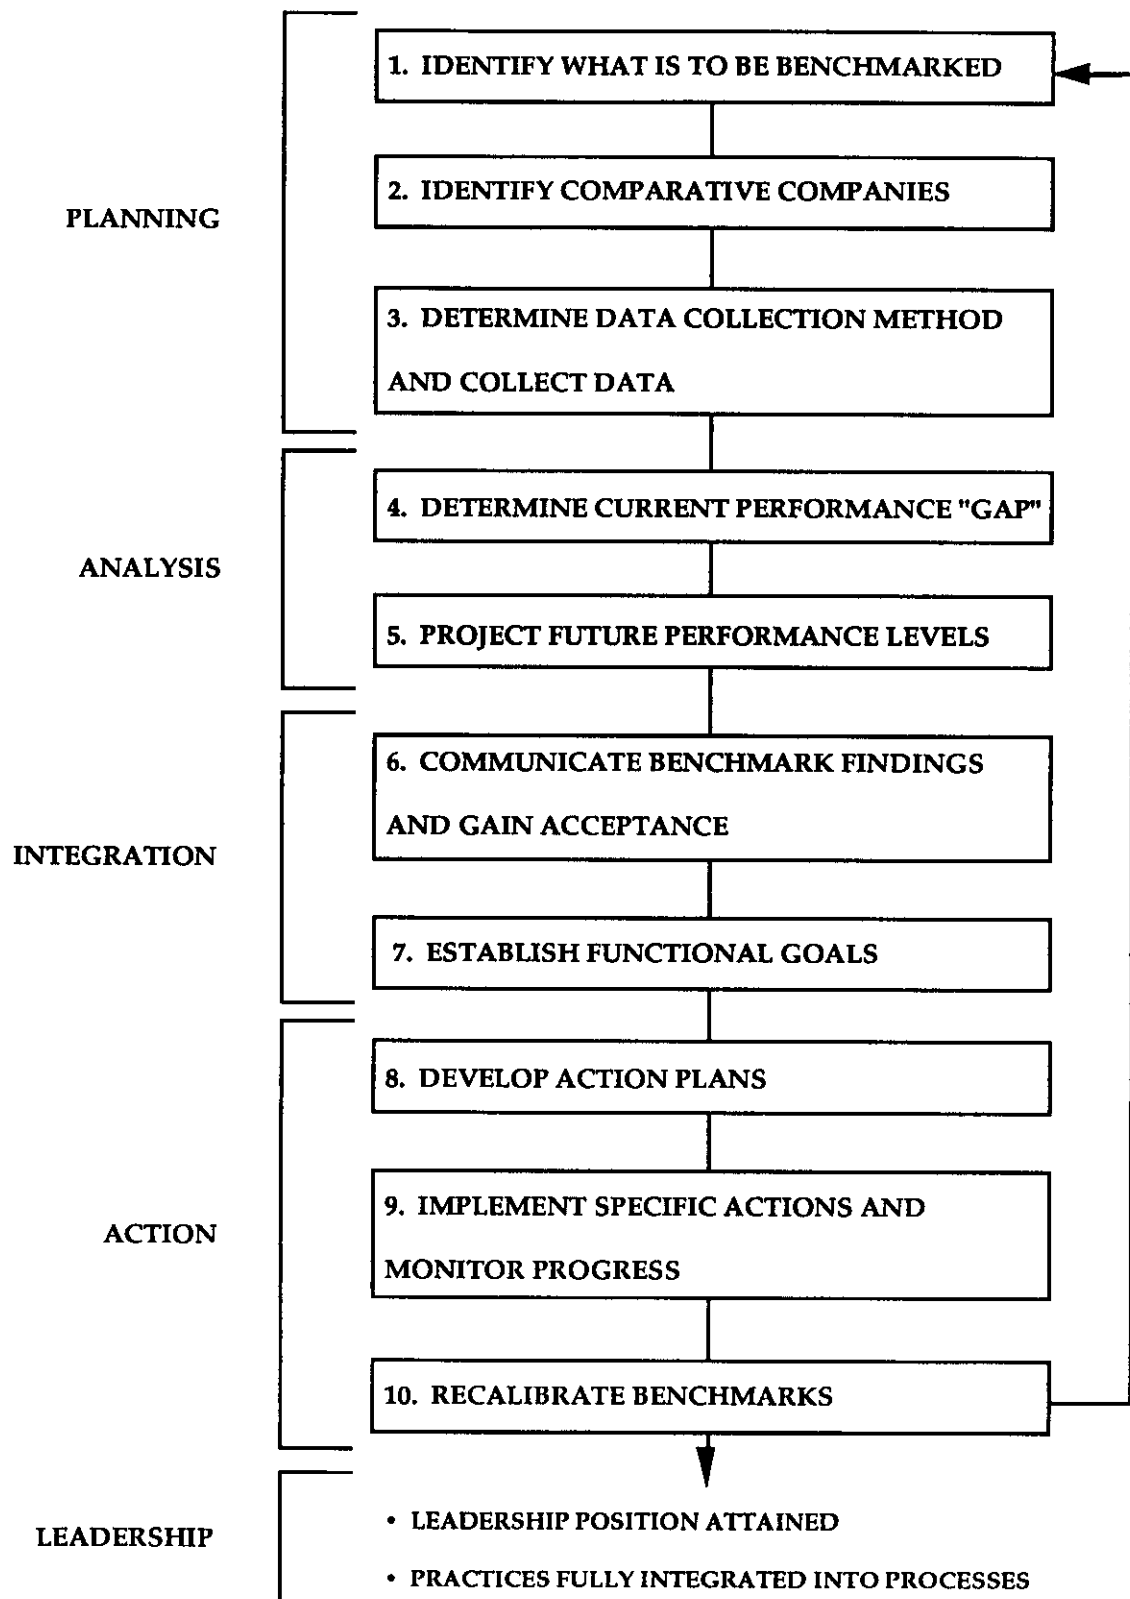 1. IDENTIFY WHAT IS TO BE BENCHMARKED
2. IDENTIFY COMPARATIVE COMPANIES
PLANNING
3. DETERMINE DATA COLLECTION METHOD
AND COLLECT DATA
4. DETERMINE CURRENT PERFORMANCE "GAP"
ANALYSIS
5. PROJECT FUTURE PERFORMANCE LEVELS
6. COMMUNICATE BENCHMARK FINDINGS
AND GAIN ACCEPTANCE
INTEGRATION
7. ESTABLISH FUNCTIONAL GOALS
8. DEVELOP ACTION PLANS
9. IMPLEMENT SPECIFIC ACTIONS AND
MONITOR PROGRESS
ACTION
10. RECALIBRATE BENCHMARKS
• LEADERSHIP POSITION ATTAINED
LEADERSHIP
• PRACTICES FULLY INTEGRATED INTO PROCESSES